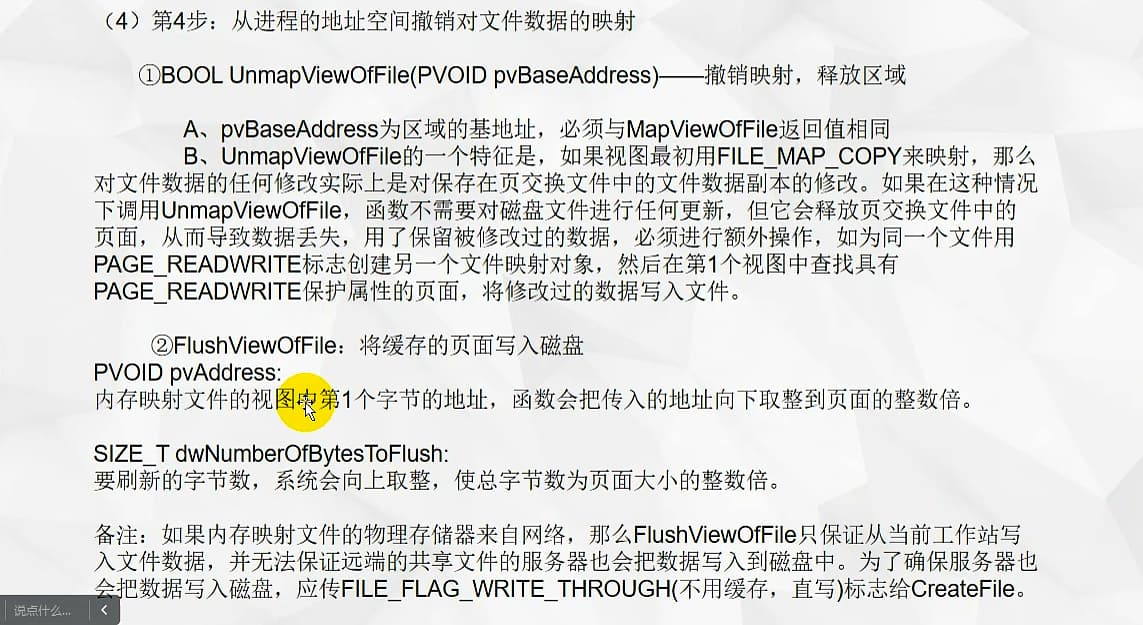 （4）第4步：从进程的地址空间撤销对文件数据的映射
①BOOL UnmapViewOfFile(PVOID pvBaseAddress)——撤销映射，释放区域
A、pvBaseAddress为区域的基地址，必须与MapViewOfFile返回值相同
B、UnmapViewOfFile的一个特征是，如果视图最初用FILE_MAP_COPY来映射，那么
对文件数据的任何修改实际上是对保存在页交换文件中的文件数据副本的修改。如果在这种情况
下调用UnmapViewOfFile，函数不需要对磁盘文件进行任何更新，但它会释放页交换文件中的
页面，从而导致数据丢失，用了保留被修改过的数据，必须进行额外操作，如为同一个文件用
PAGE_READWRITE标志创建另一个文件映射对象，然后在第1个视图中查找具有
PAGE_READWRITE保护属性的页面，将修改过的数据写入文件。
②FlushViewOfFile：将缓存的页面写入磁盘
PVOID pvAddress:
内存映射文件的视图中第1个字节的地址，函数会把传入的地址向下取整到页面的整数倍。
SIZE_T dwNumberOfBytesToFlush:
要刷新的字节数，系统会向上取整，使总字节数为页面大小的整数倍。
备注：如果内存映射文件的物理存储器来自网络，那么FlushViewOfFile只保证从当前工作站写
入文件数据，并无法保证远端的共享文件的服务器也会把数据写入到磁盘中。为了确保服务器也
会把数据写入磁盘，应传FILE_FLAG_WRITE_THROUGH(不用缓存，直写)标志给CreateFile。
说点什么...